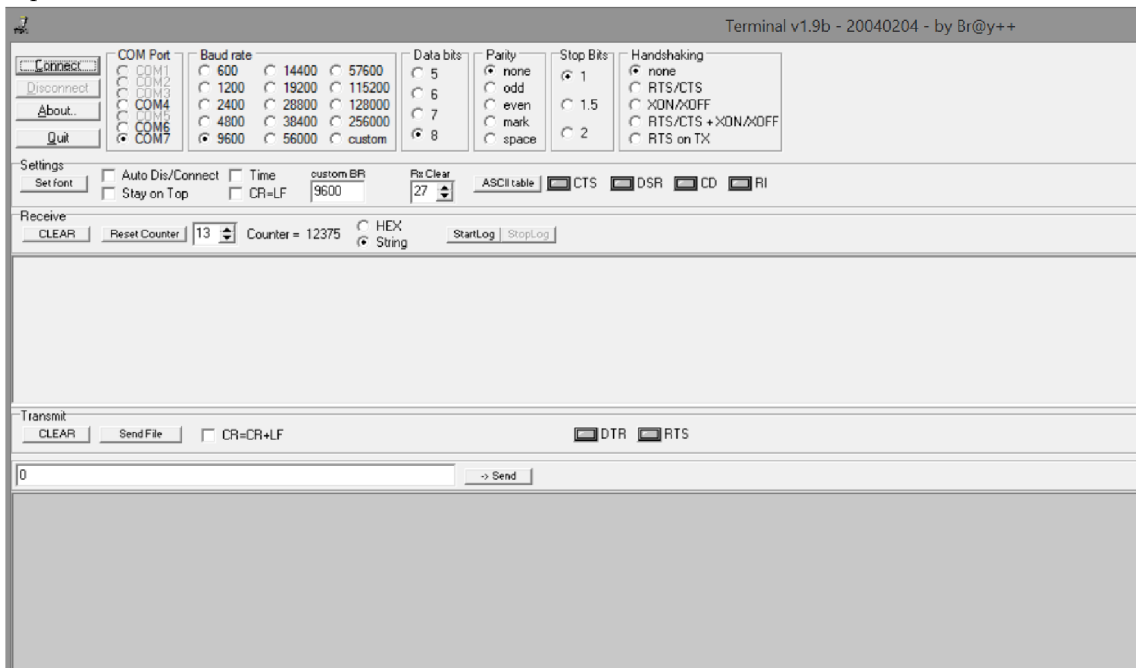 Terminal v1.9b - 20040204 - by Br@y++
Connect
Disconnect
About..
Quit
COM Port
COM1
COM2
COM3
COM4
COM5
COM6
COM7
Baud rate
600 14400 57600
1200 19200 115200
2400 28800 128000
4800 38400 256000
9600 56000 custom
Data bits
5
6
7
8
Parity
none
odd
even
mark
space
Stop Bits
1
1.5
2
Handshaking
none
RTS/CTS
XON/XOFF
RTS/CTS + XON/XOFF
RTS on TX
Settings
Set font
Auto Dis/Connect Time
Stay on Top CR=LF
custom BR
9600
Rx Clear
27
ASCII table CTS DSR CD RI
Receive
CLEAR Reset Counter 13 Counter = 12375
HEX
String
StartLog StopLog
Transmit
CLEAR Send File CR=CR+LF DTR RTS
0 -> Send